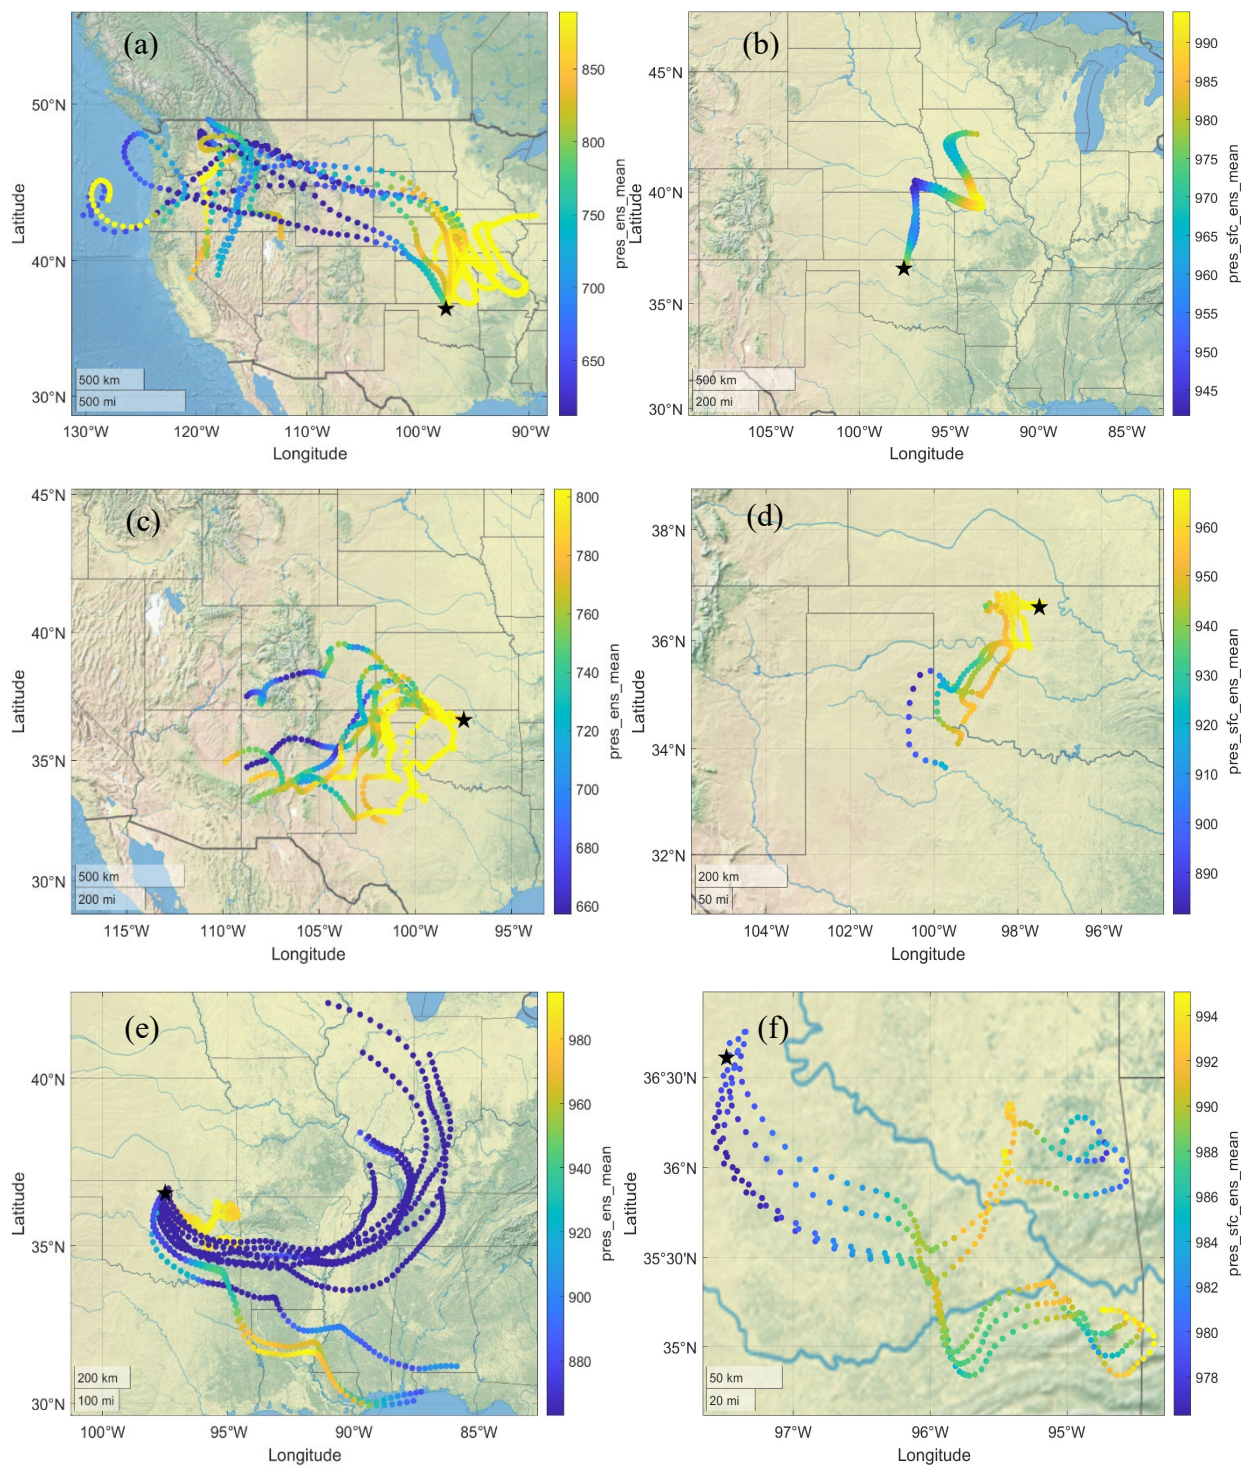 (a)
50°N
40°N
30°N
Latitude
130°W 120°W 110°W 100°W 90°W
Longitude
500 km
500 mi
850
800
750
700
650
pres_ens_mean
(b)
45°N
40°N
35°N
30°N
Latitude
105°W 100°W 95°W 90°W 85°W
Longitude
500 km
200 mi
990
985
980
975
970
965
960
955
950
945
pres_sfc_ens_mean
(c)
45°N
40°N
35°N
30°N
Latitude
115°W 110°W 105°W 100°W 95°W
Longitude
500 km
200 mi
800
780
760
740
720
700
680
660
pres_ens_mean
(d)
38°N
36°N
34°N
32°N
Latitude
104°W 102°W 100°W 98°W 96°W
Longitude
200 km
50 mi
960
950
940
930
920
910
900
890
pres_sfc_ens_mean
(e)
40°N
35°N
30°N
Latitude
100°W 95°W 90°W 85°W
Longitude
200 km
100 mi
980
960
940
920
900
880
pres_ens_mean
(f)
36°30'N
36°N
35°30'N
35°N
Latitude
97°W 96°W 95°W
Longitude
50 km
20 mi
994
992
990
988
986
984
982
980
978
pres_sfc_ens_mean